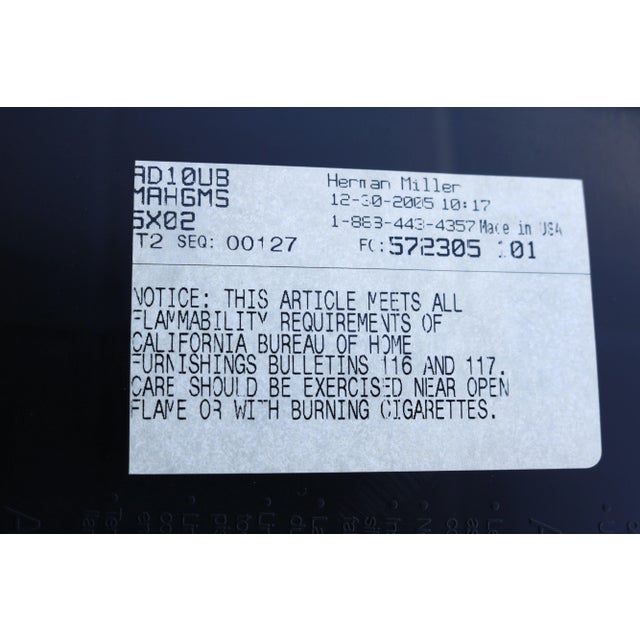 AD10UB
MAHGMS
SX02
T2 SEQ: 00127
Herman Miller
12-30-2005 10:17
1-888-443-4357 Made in USA
FC: 572305 101
NOTICE: THIS ARTICLE MEETS ALL
FLAMMABILITY REQUIREMENTS OF
CALIFORNIA BUREAU OF HOME
FURNISHINGS BULLETINS 116 AND 117.
CARE SHOULD BE EXERCISED NEAR OPEN
FLAME OR WITH BURNING CIGARETTES.